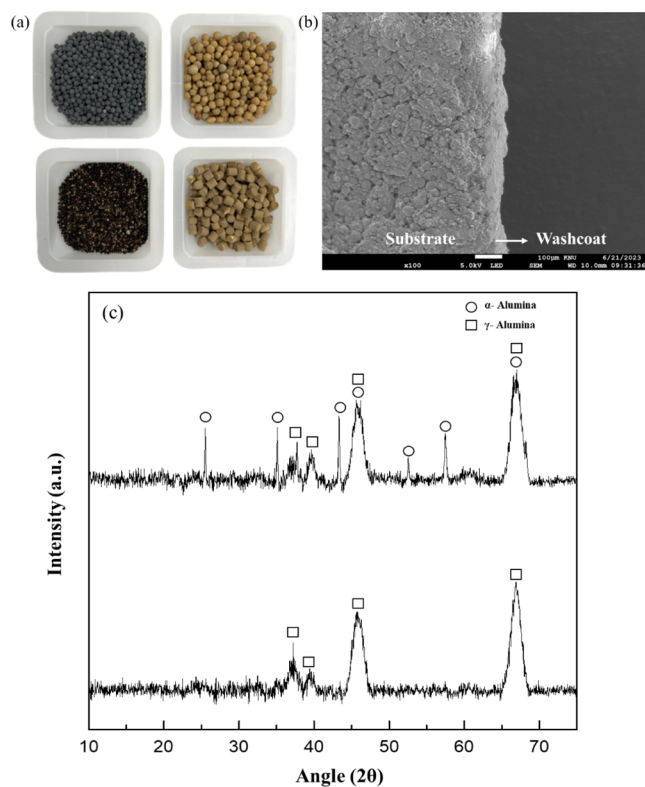 (a)
(b)
Substrate → Washcoat
100µm KNU 6/21/2023
x100 5.0kV LED SEM WD 10.0mm 09:31:36
(c)
α- Alumina
γ- Alumina
Intensity (a.u.)
10 20 30 40 50 60 70
Angle (2θ)